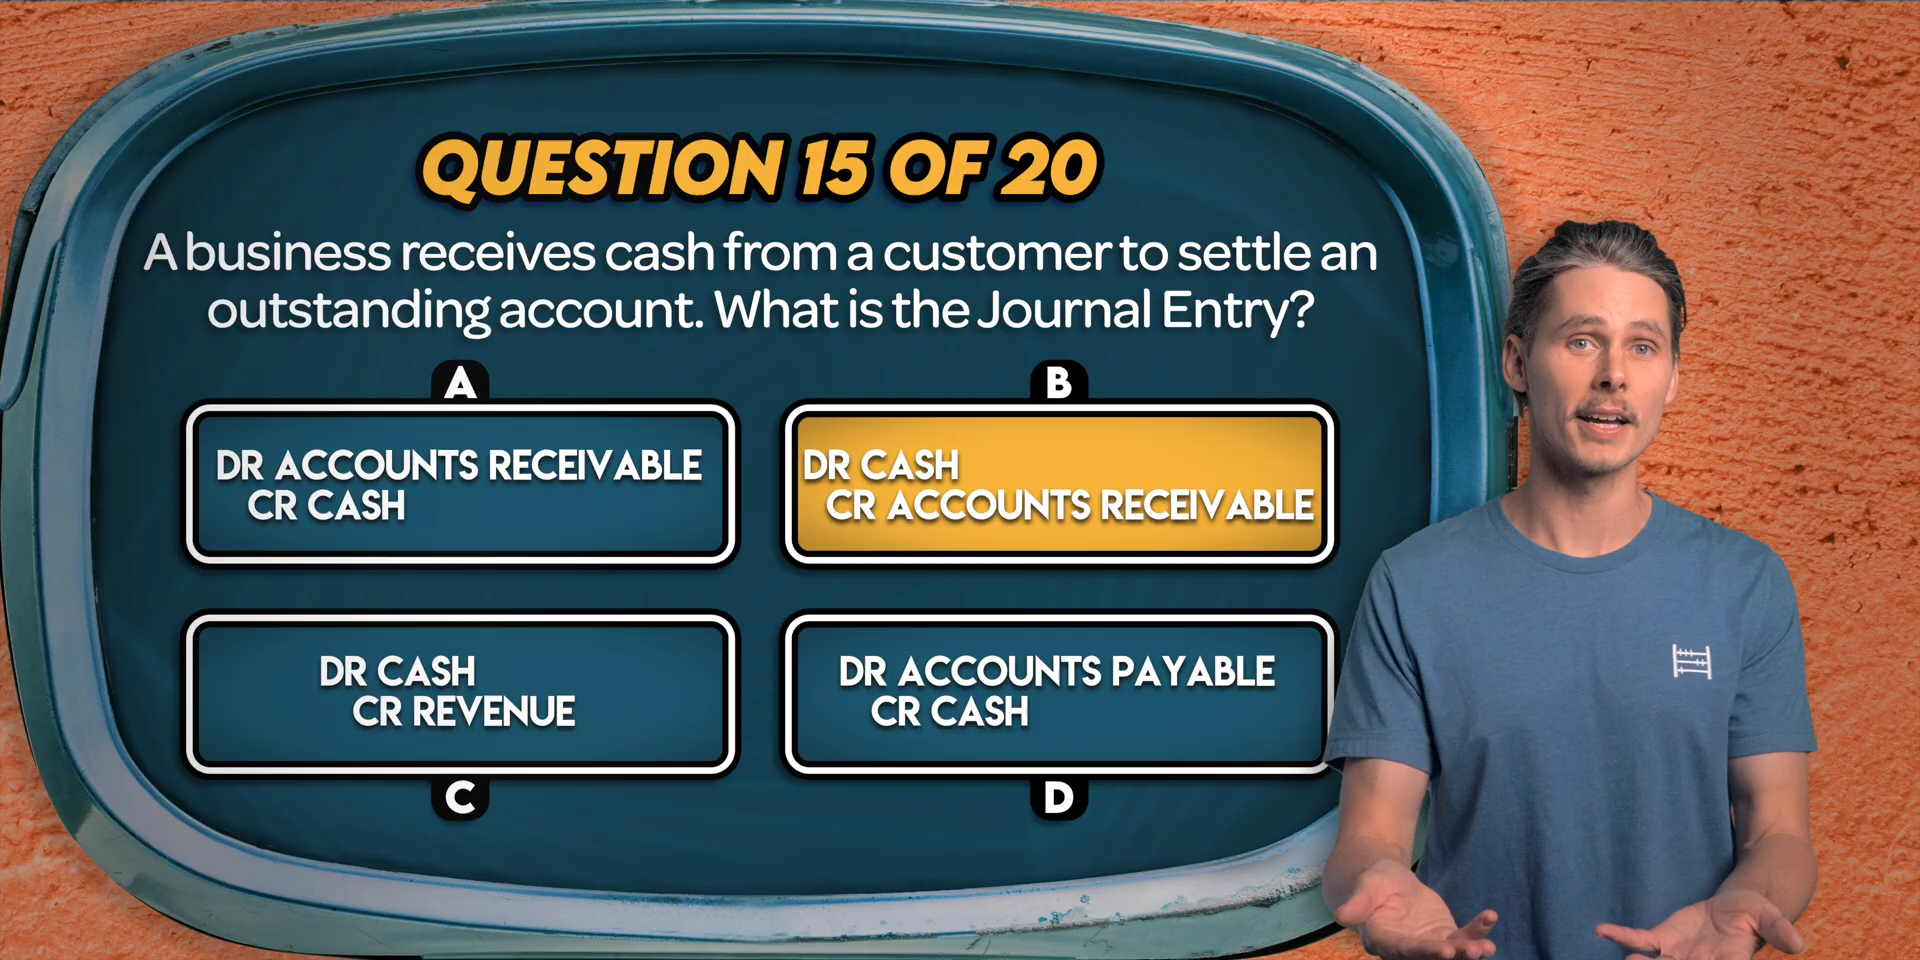 QUESTION 15 OF 20
A business receives cash from a customer to settle an
outstanding account. What is the Journal Entry?
A
DR ACCOUNTS RECEIVABLE
CR CASH
B
DR CASH
CR ACCOUNTS RECEIVABLE
DR CASH
CR REVENUE
C
DR ACCOUNTS PAYABLE
CR CASH
D